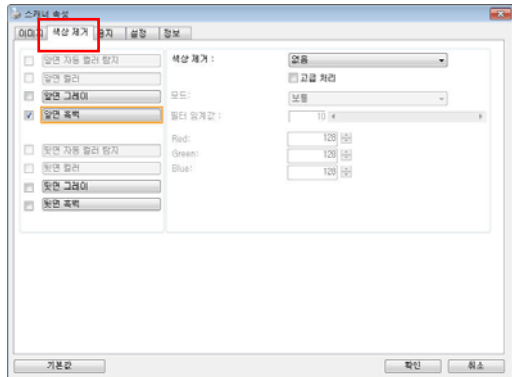 스캐너 속성
이미지 색상 제거 용지 설정 정보
앞면 자동 컬러 탐지
앞면 컬러
앞면 그레이
앞면 흑백
뒷면 자동 컬러 탐지
뒷면 컬러
뒷면 그레이
뒷면 흑백
색상 제거: 없음
고급 처리
모드: 보통
필터 임계값: 10
Red: 128
Green: 128
Blue: 128
기본값 확인 취소